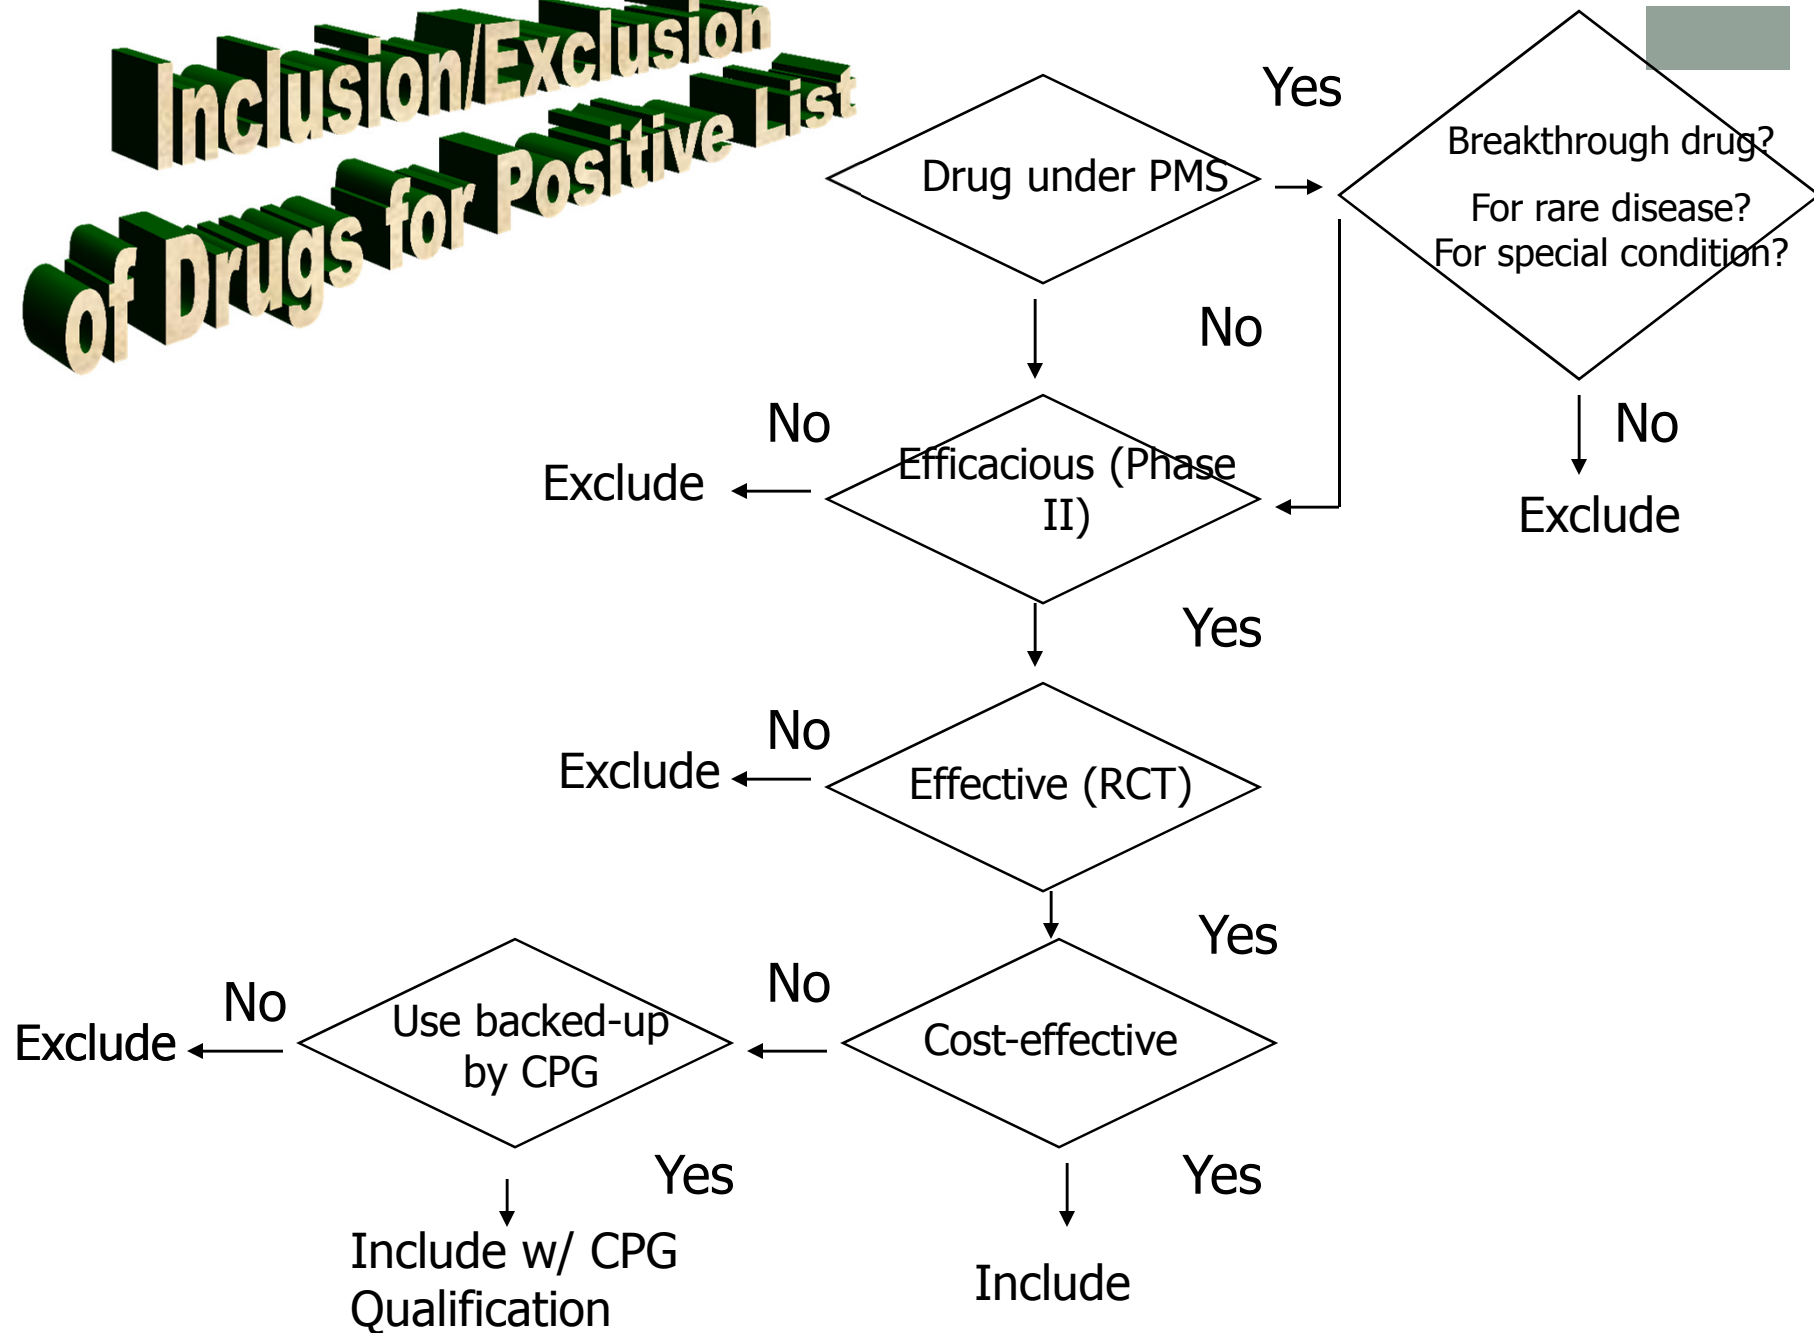 Inclusion/Exclusion
of Drugs for Positive List
Drug under PMS
Yes
Breakthrough drug?
For rare disease?
For special condition?
No
No
Exclude
No
Exclude
Efficacious (Phase
II)
Yes
No
Exclude
Effective (RCT)
Yes
No
Cost-effective
No
Exclude
Use backed-up
by CPG
Yes
Include w/ CPG
Qualification
Yes
Include